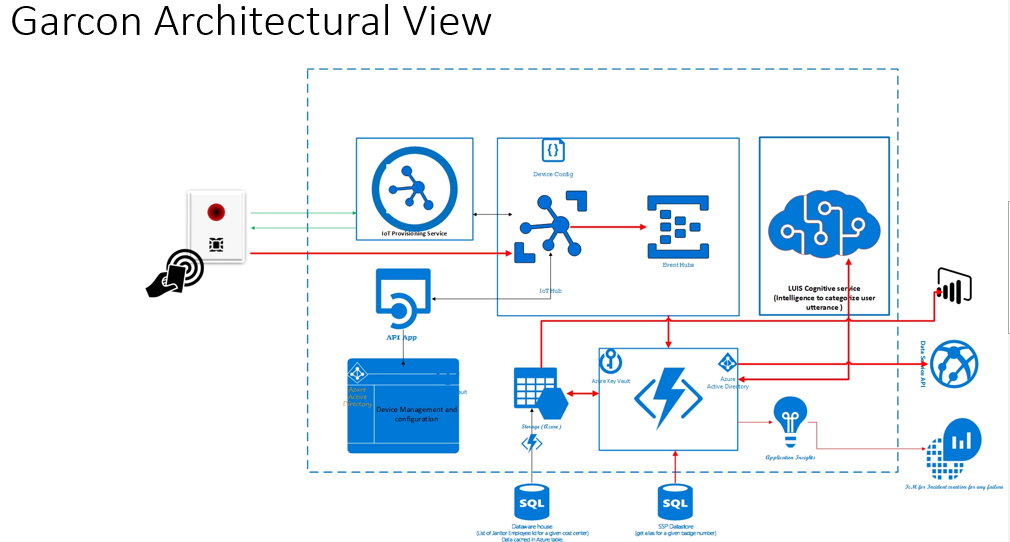 Garcon Architectural View
{}
Device Config
IoT Provisioning Service
Event Hubs
IoT Hub
LUIS Cognitive service
(Intelligence to categorize user
utterance )
API App
Azure
Active
Directory
Device Management and
configuration
Azure Key Vault
Azure
Active Directory
Data Service API
Storage (Azure)
Application Insights
IcM for Incident creation for any failure
SQL
Dataware house
(List of Janitor Employee Id for a given cost center)
Data cached in Azure table.
SQL
SSP Datastore
(get alias for a given badge number)